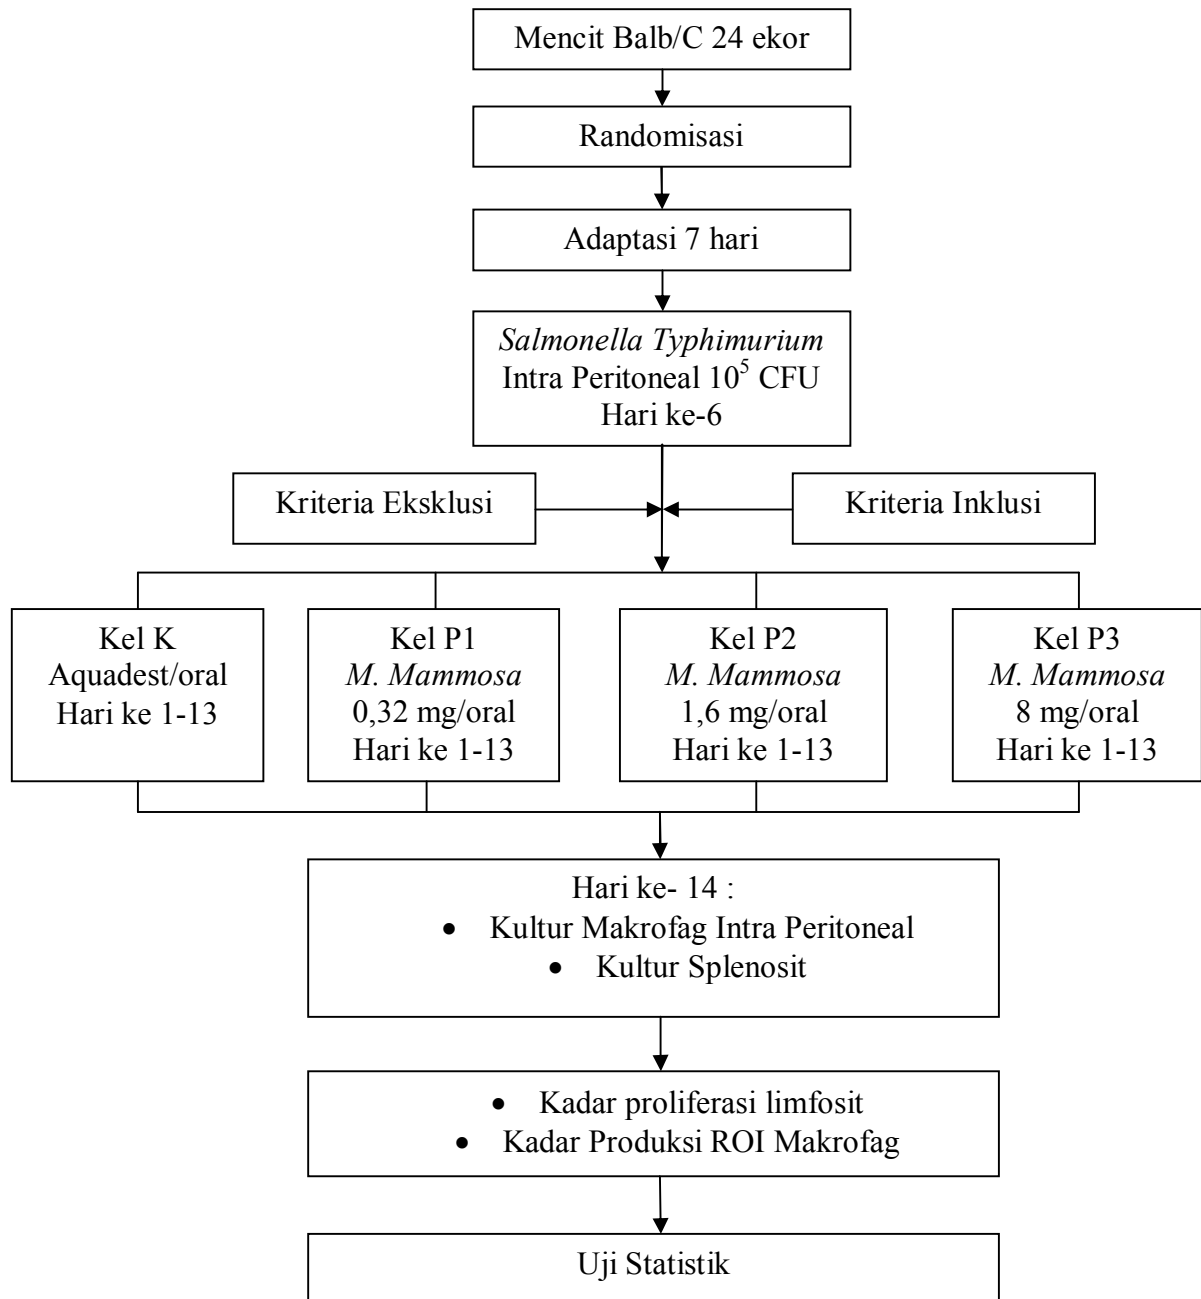 Mencit Balb/C 24 ekor
Randomisasi
Adaptasi 7 hari
Salmonella Typhimurium
Intra Peritoneal 10⁵ CFU
Hari ke-6
Kriteria Eksklusi
Kriteria Inklusi
Kel K
Aquadest/oral
Hari ke 1-13
Kel P1
M. Mammosa
0,32 mg/oral
Hari ke 1-13
Kel P2
M. Mammosa
1,6 mg/oral
Hari ke 1-13
Kel P3
M. Mammosa
8 mg/oral
Hari ke 1-13
Hari ke- 14 :
• Kultur Makrofag Intra Peritoneal
• Kultur Splenosit
• Kadar proliferasi limfosit
• Kadar Produksi ROI Makrofag
Uji Statistik